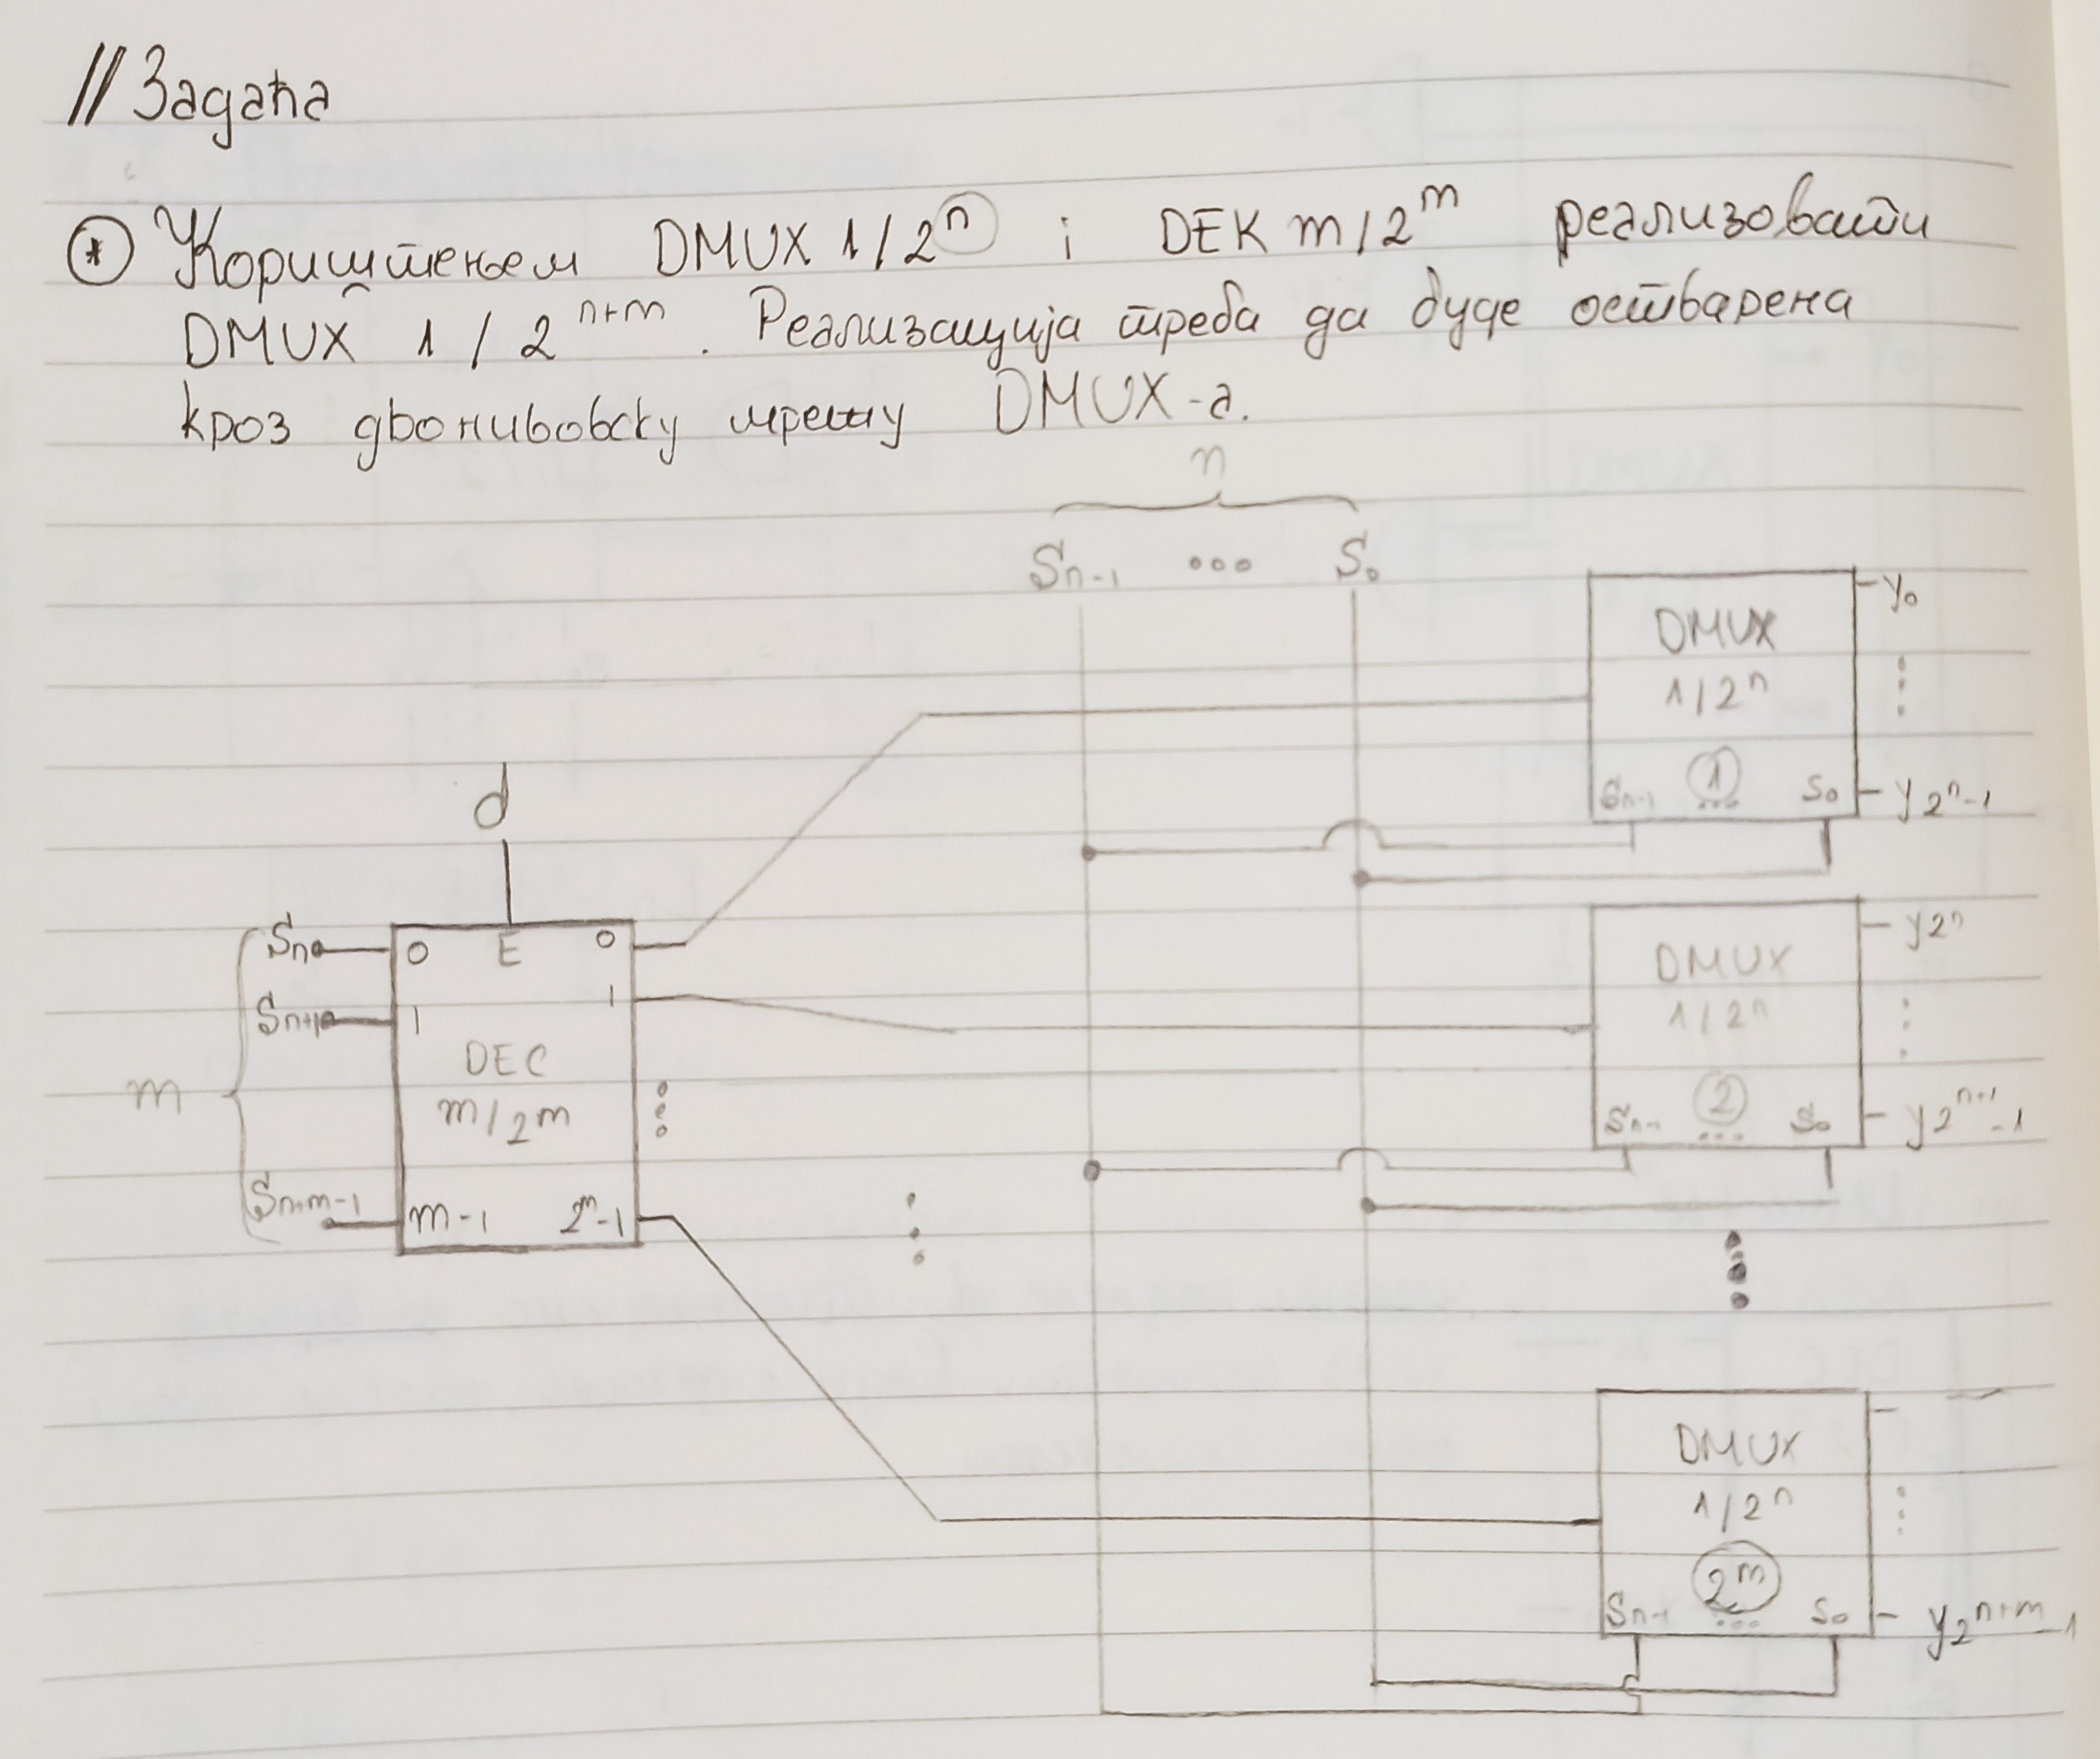 // Задаћа
* Кориштењем DMUX 1/2^n i DEK m/2^m реализовати
DMUX 1/2^{n+m}. Реализација треба да буде остварена
кроз двонивовску мрежу DMUX-а.
n
S_{n-1} ... S_0
DMUX
1/2^n
1
S_{n-1} ... S_0
y_0
⋮
y_{2^n-1}
d
m
S_n
S_{n+1}
S_{n+m-1}
0 E 0
1 1
DEC
m/2^m
⋮
m-1 2^m-1
DMUX
1/2^n
2
S_{n-1} ... S_0
y_{2^n}
⋮
y_{2^{n+1}-1}
⋮
⋮
DMUX
1/2^n
2^m
S_{n-1} ... S_0
⋮
y_{2^{n+m}-1}